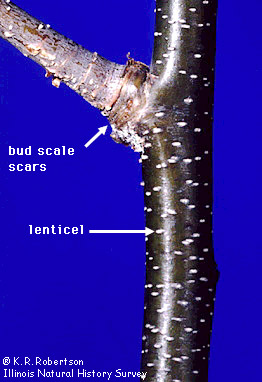 bud scale
scars
lenticel
© K.R. Robertson
Illinois Natural History Survey